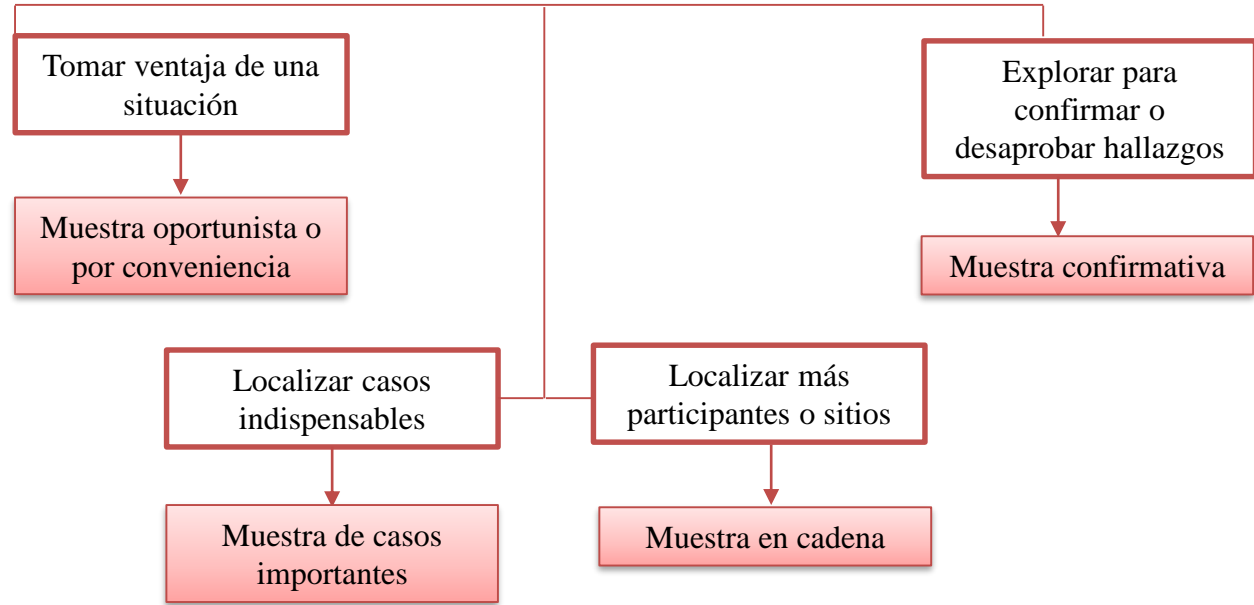 Tomar ventaja de una
situación
Muestra oportunista o
por conveniencia
Explorar para
confirmar o
desaprobar hallazgos
Muestra confirmativa
Localizar casos
indispensables
Muestra de casos
importantes
Localizar más
participantes o sitios
Muestra en cadena